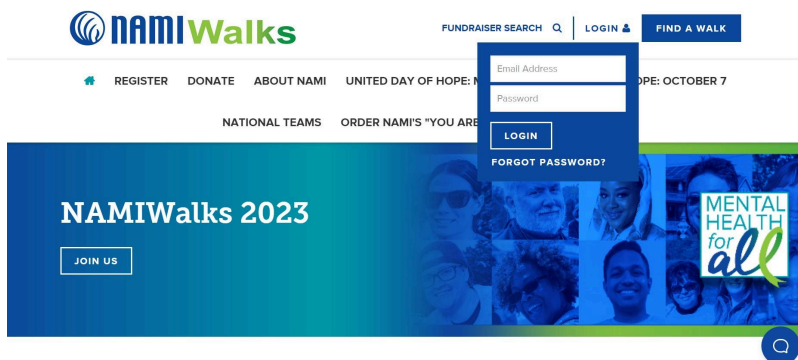 NAMIWalks
FUNDRAISER SEARCH
LOGIN
FIND A WALK
Email Address
Password
LOGIN
FORGOT PASSWORD?
REGISTER DONATE ABOUT NAMI UNITED DAY OF HOPE: OCTOBER 7
NATIONAL TEAMS ORDER NAMI'S "YOU ARE
NAMIWalks 2023
JOIN US
MENTAL
HEALTH
for
all